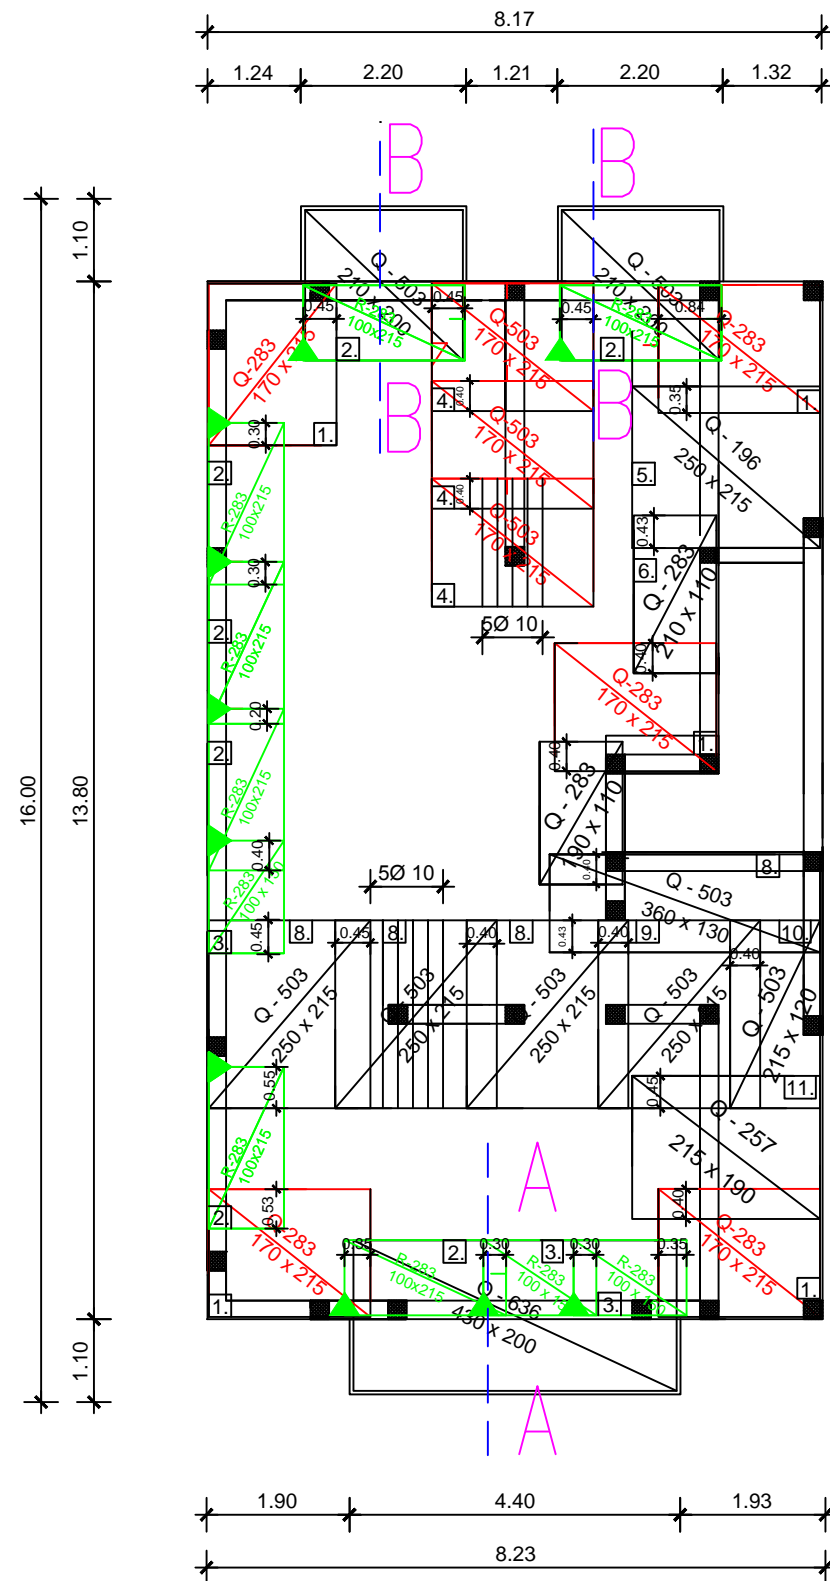 8.17
1.24 2.20 1.21 2.20 1.32
B B
1.10
Q - 503
210 x 200
R-283
100x215
0.45
2.
0.45
Q-503
170 x 215
0.45
R-283
100x215
2.
0.84
Q-283
170 x 215
1.
Q-283
170 x 215
1.
B B
4.
0.40
Q-503
170 x 215
0.35
Q - 196
250 x 215
5.
0.30
2.
R-283
100x215
4.
0.40
Q-503
170 x 215
4.
0.43
6.
Q - 283
210 x 110
0.30
2.
R-283
100x215
5Ø 10
0.40
Q-283
170 x 215
1.
0.20
2.
R-283
100x215
0.40
Q - 283
190 x 110
16.00
13.80
0.40
R-283
3.
0.45
5Ø 10
8.
Q - 503
360 x 130
8. 8. 8. 9. 10.
0.45 0.40 0.43 0.40 0.40
Q - 503
250 x 215
Q - 503
250 x 215
Q - 503
250 x 215
Q - 503
250 x 215
Q - 503
215 x 120
11.
0.55
R-283
100x215
2.
0.53
0.45
Q - 257
215 x 190
A
0.40
Q-283
170 x 215
1.
0.35 2. 0.30 3. 0.30 0.35
R-283
100x215
R-283
R-283
3.
Q - 636
430 x 200
Q-283
170 x 215
1.
1.10
A
1.90 4.40 1.93
8.23